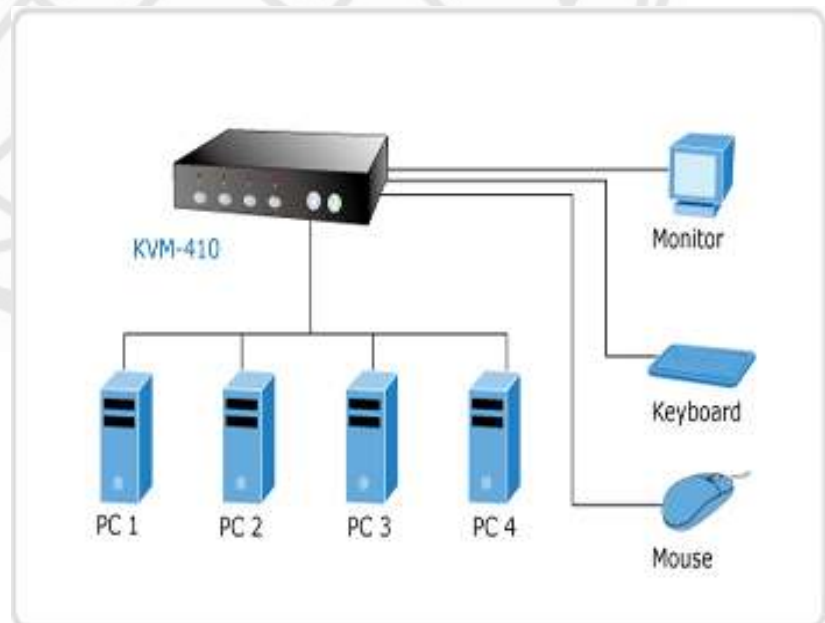 KVM-410
Monitor
Keyboard
PC 1
PC 2
PC 3
PC 4
Mouse